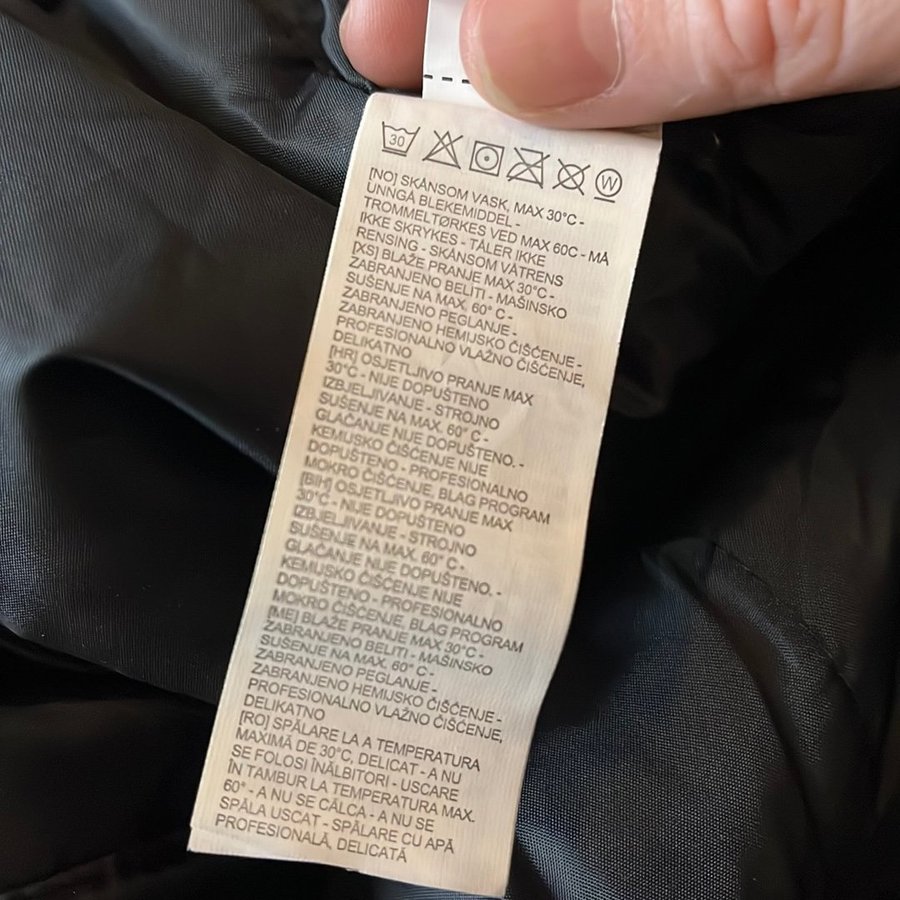 30 W
[NO] SKÅNSOM VASK, MAX 30°C -
UNNGÅ BLEKEMIDDEL -
TROMMELTØRKES VED MAX 60C - MÅ
IKKE SKRYKES - TÅLER IKKE
RENSING - SKÅNSOM VÅTRENS
[XS] BLAŽE PRANJE MAX 30°C -
ZABRANJENO BELITI - MAŠINSKO
SUŠENJE NA MAX. 60° C -
ZABRANJENO PEGLANJE -
ZABRANJENO HEMIJSKO ČIŠĆENJE -
PROFESIONALNO VLAŽNO ČIŠĆENJE,
DELIKATNO
[HR] OSJETLJIVO PRANJE MAX
30°C - NIJE DOPUŠTENO
IZBJELJIVANJE - STROJNO
SUŠENJE NA MAX. 60° C -
GLAČANJE NIJE DOPUŠTENO. -
KEMIJSKO ČIŠĆENJE NIJE
DOPUŠTENO - PROFESIONALNO
MOKRO ČIŠĆENJE, BLAG PROGRAM
[BIH] OSJETLJIVO PRANJE MAX
30°C - NIJE DOPUŠTENO
IZBJELJIVANJE - STROJNO
SUŠENJE NA MAX. 60° C -
GLAČANJE NIJE DOPUŠTENO. -
KEMIJSKO ČIŠĆENJE NIJE
DOPUŠTENO - PROFESIONALNO
MOKRO ČIŠĆENJE, BLAG PROGRAM
[ME] BLAŽE PRANJE MAX 30°C -
ZABRANJENO BELITI - MAŠINSKO
SUŠENJE NA MAX. 60° C -
ZABRANJENO PEGLANJE -
ZABRANJENO HEMIJSKO ČIŠĆENJE -
PROFESIONALNO VLAŽNO ČIŠĆENJE,
DELIKATNO
[RO] SPĂLARE LA A TEMPERATURA
MAXIMĂ DE 30°C, DELICAT - A NU
SE FOLOSI ÎNĂLBITORI - USCARE
ÎN TAMBUR LA TEMPERATURA MAX.
60° - A NU SE CĂLCA - A NU SE
SPĂLA USCAT - SPĂLARE CU APĂ
PROFESIONALĂ, DELICATĂ